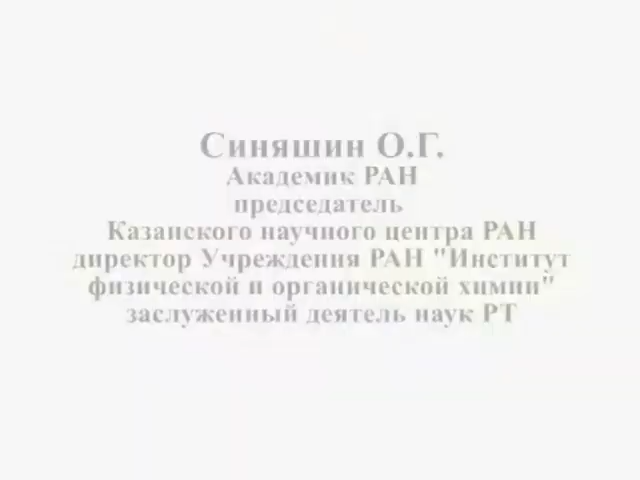 Синяшин О.Г.
Академик РАН
председатель
Казанского научного центра РАН
директор Учреждения РАН "Институт
физической и органической химии"
заслуженный деятель наук РТ